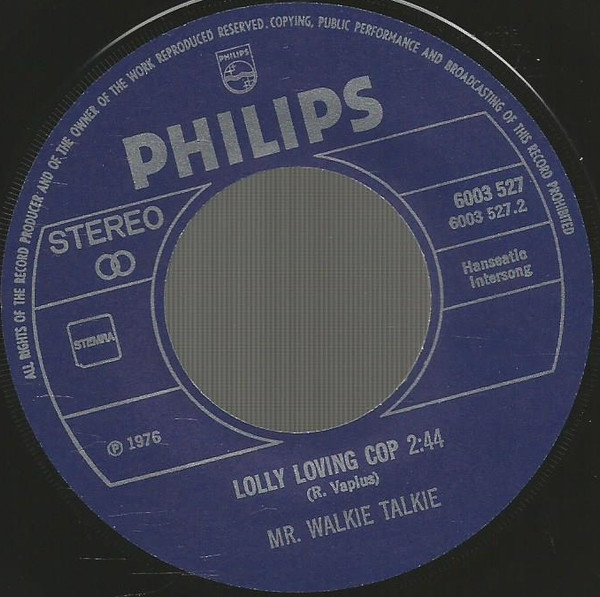 ALL RIGHTS OF THE RECORD PRODUCER AND OF THE OWNER OF THE WORK REPRODUCED RESERVED. COPYING, PUBLIC PERFORMANCE AND BROADCASTING OF THIS RECORD PROHIBITED
PHILIPS
PHILIPS
STEREO
6003 527
6003 527.2
Hanseatic
intersong
STEMRA
℗ 1976
LOLLY LOVING COP 2:44
(R. Vaplus)
MR. WALKIE TALKIE